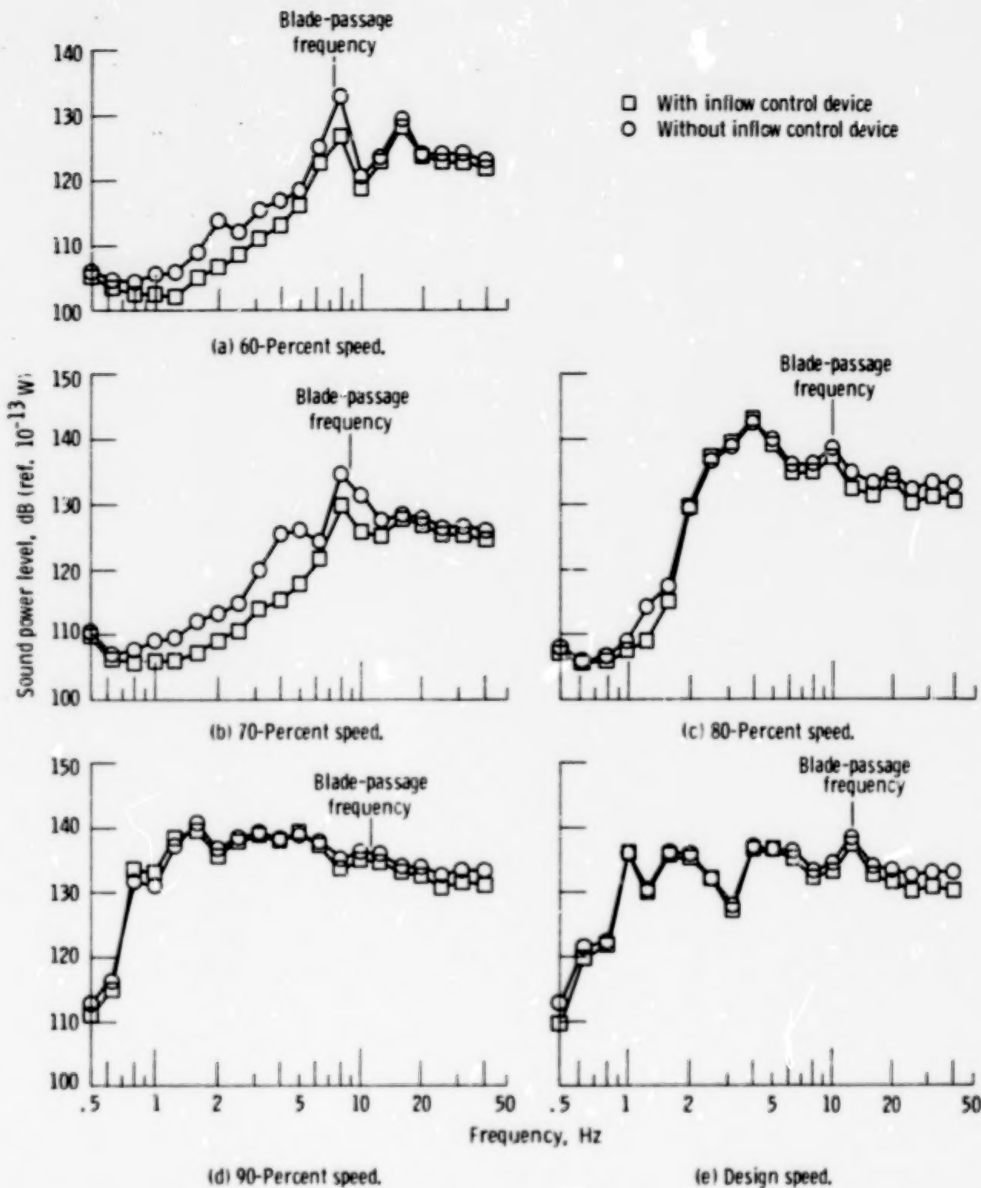 Blade-passage
frequency
140
130
120
110
100
□ With inflow control device
○ Without inflow control device
(a) 60-Percent speed.
Sound power level, dB (ref. 10⁻¹³ W)
150
140
130
120
110
100
Blade-passage
frequency
(b) 70-Percent speed.
Blade-passage
frequency
(c) 80-Percent speed.
150
140
130
120
110
100
Blade-passage
frequency
.5 1 2 5 10 20 50
Blade-passage
frequency
.5 1 2 5 10 20 50
Frequency, Hz
(d) 90-Percent speed.
(e) Design speed.